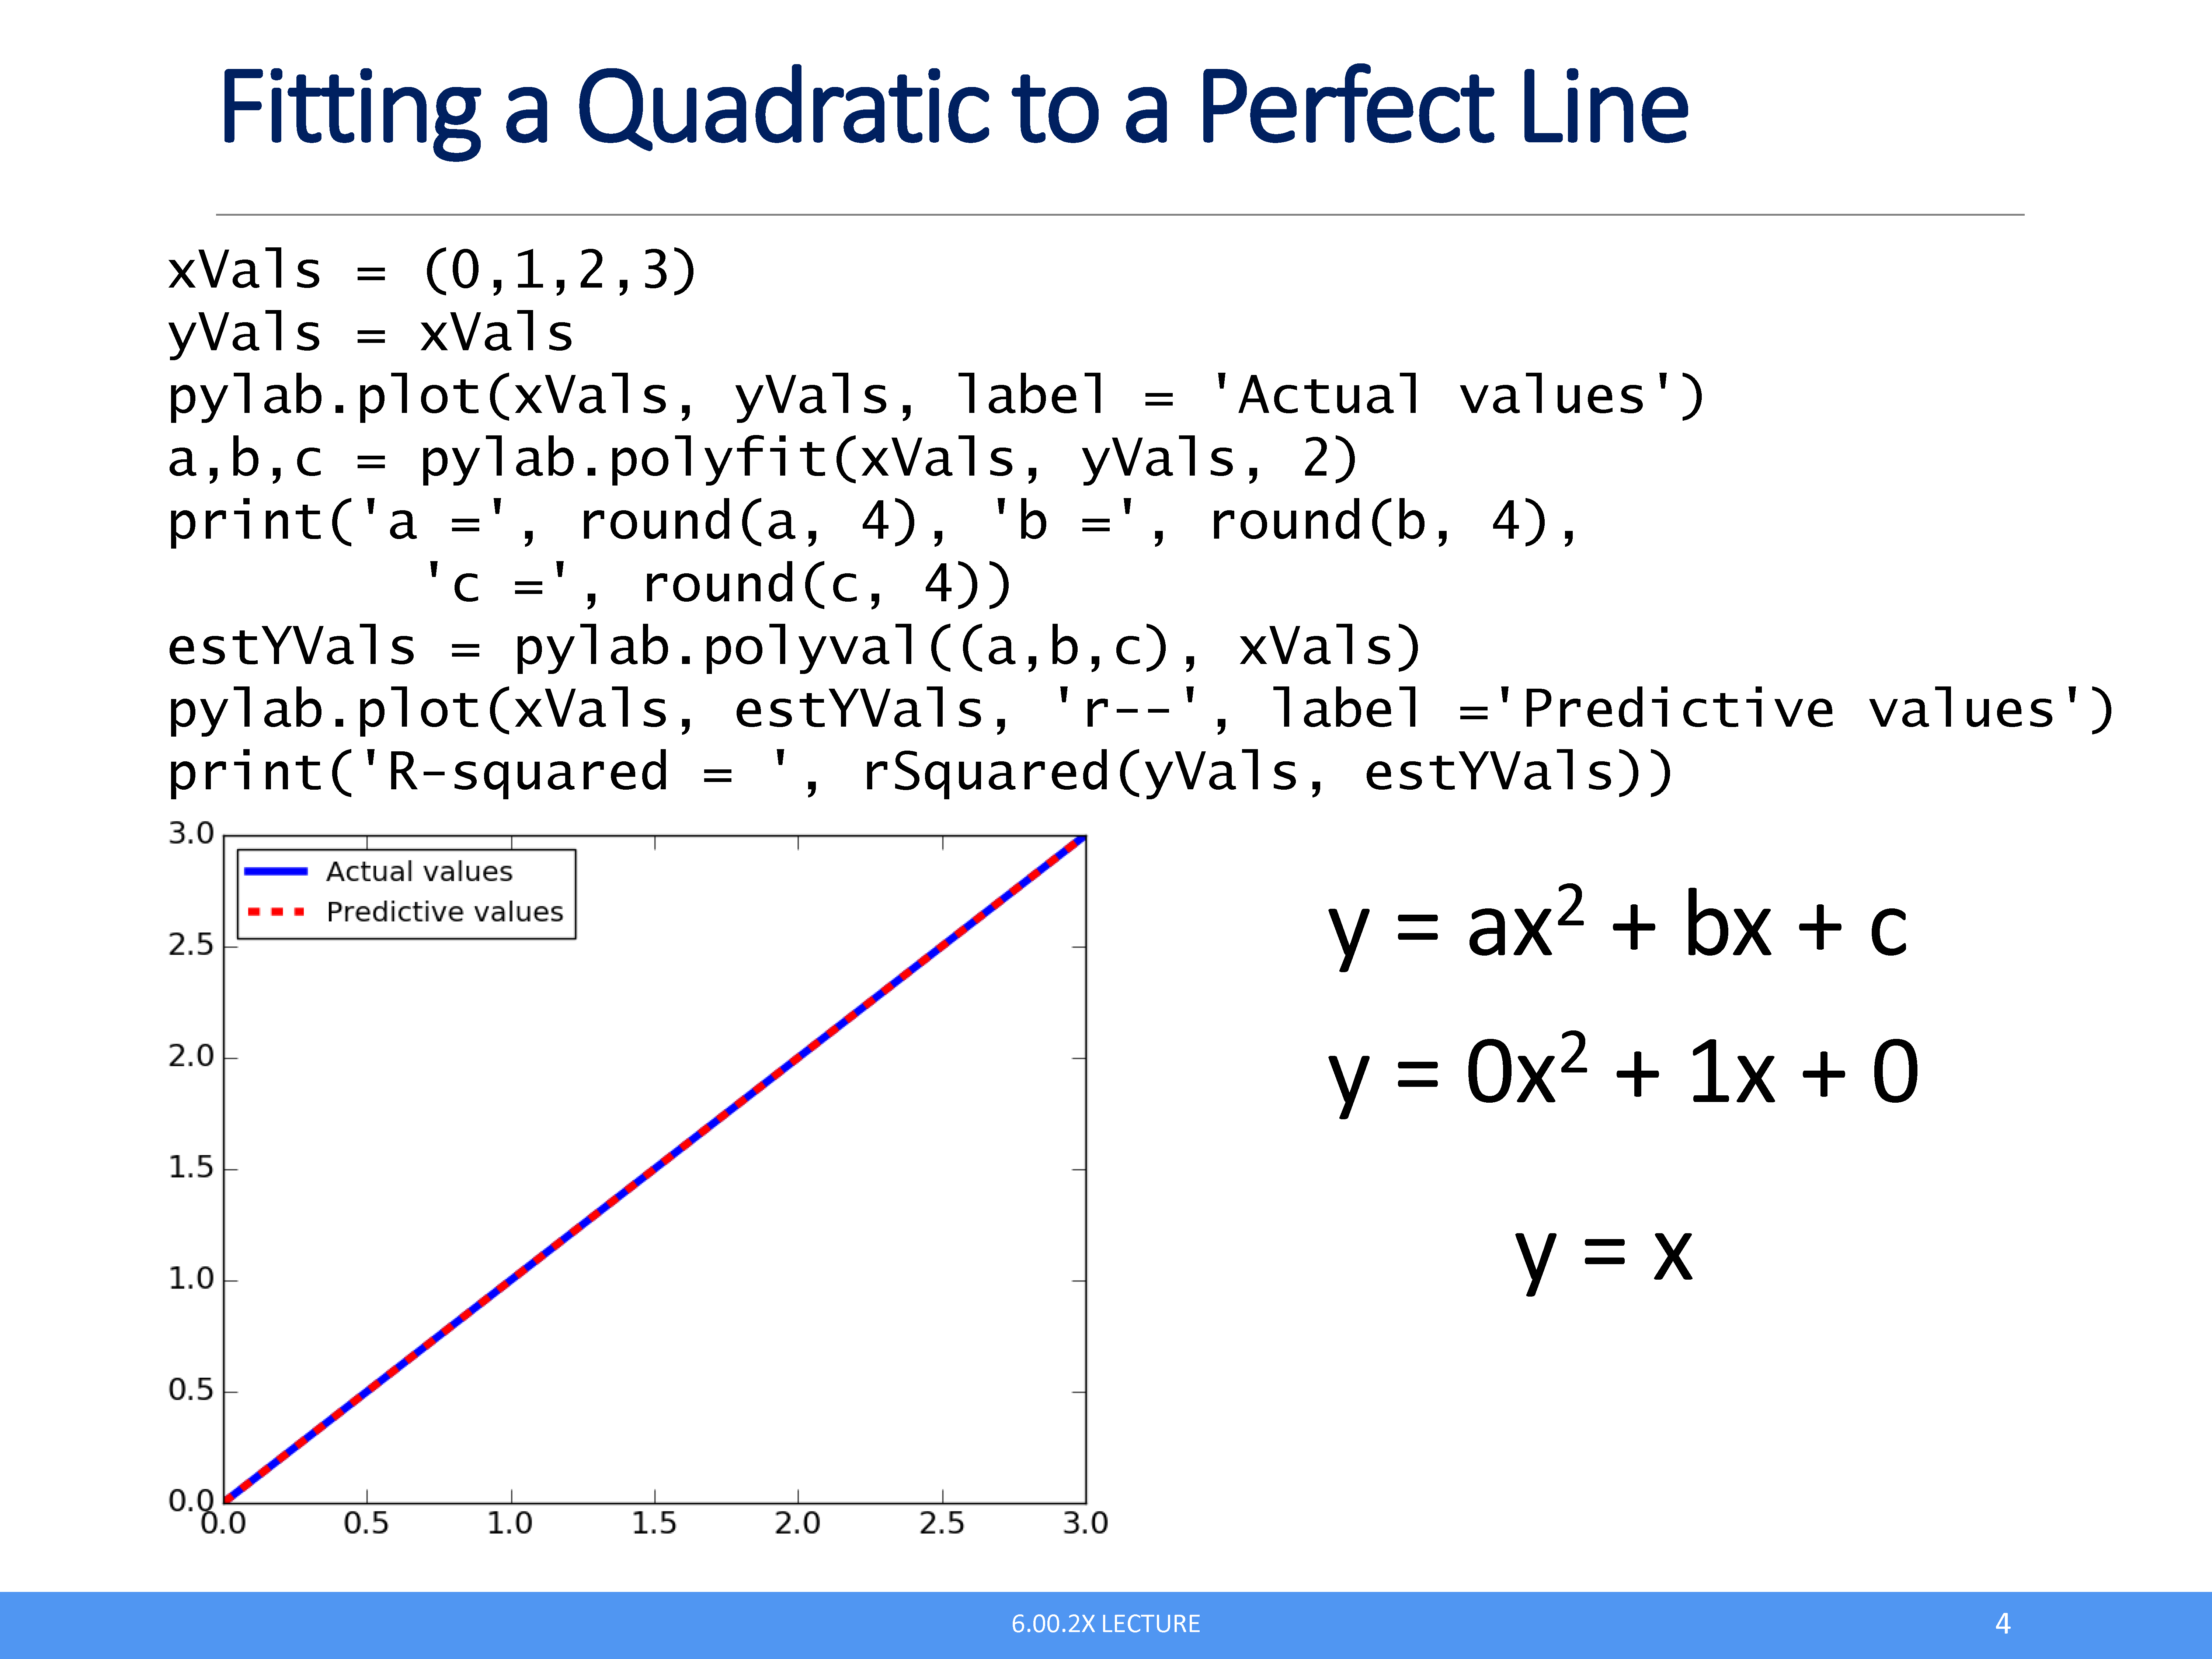 Fitting a Quadratic to a Perfect Line
xVals = (0,1,2,3)
yVals = xVals
pylab.plot(xVals, yVals, label = 'Actual values')
a,b,c = pylab.polyfit(xVals, yVals, 2)
print('a =', round(a, 4), 'b =', round(b, 4),
'c =', round(c, 4))
estYVals = pylab.polyval((a,b,c), xVals)
pylab.plot(xVals, estYVals, 'r--', label ='Predictive values')
print('R-squared = ', rSquared(yVals, estYVals))
3.0
Actual values
Predictive values
2.5
2.0
1.5
1.0
0.5
0.0
0.0 0.5 1.0 1.5 2.0 2.5 3.0
y = ax² + bx + c
y = 0x² + 1x + 0
y = x
6.00.2X LECTURE
4